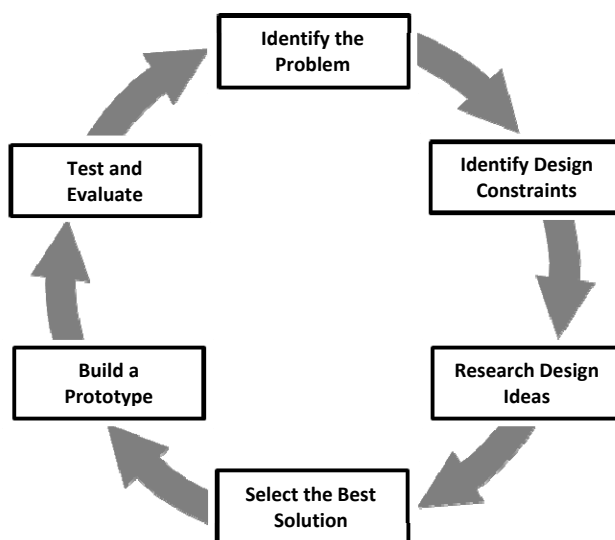 Identify the
Problem
Identify Design
Constraints
Research Design
Ideas
Select the Best
Solution
Build a
Prototype
Test and
Evaluate